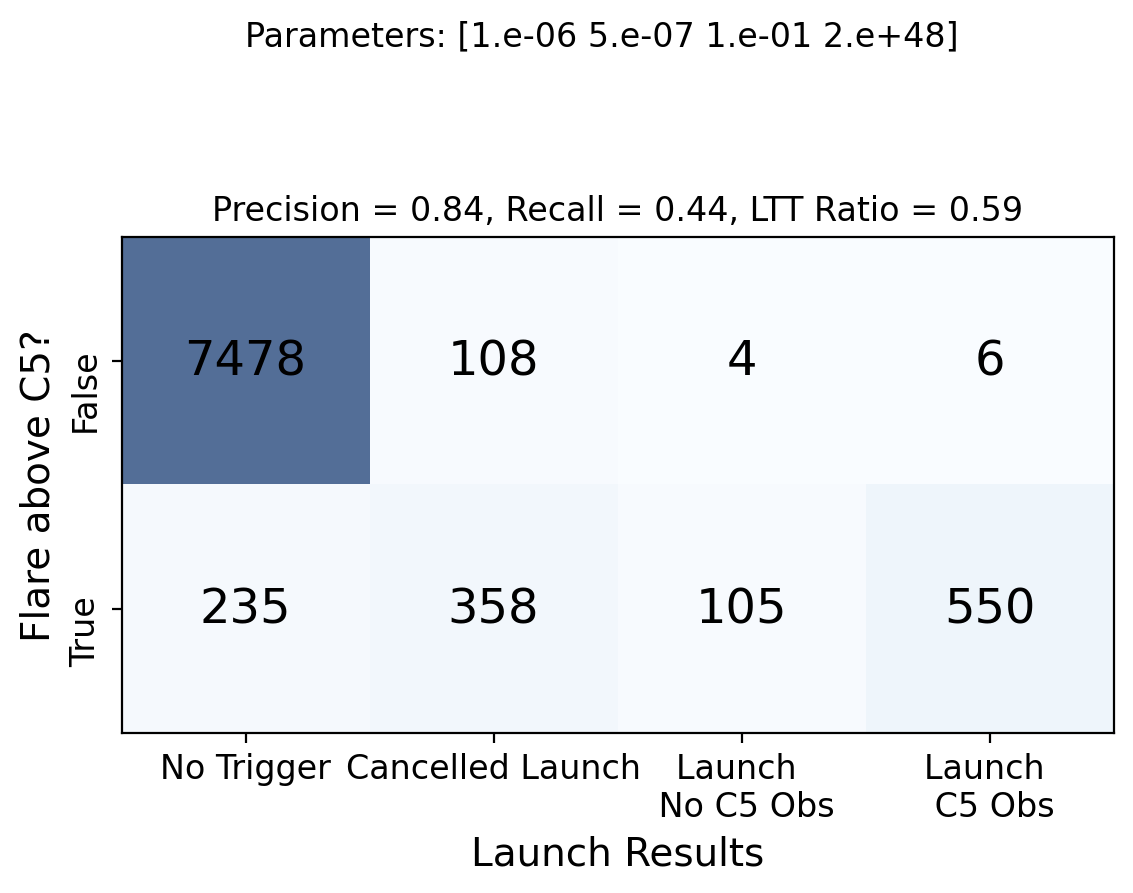 Parameters: [1.e-06 5.e-07 1.e-01 2.e+48]
Precision = 0.84, Recall = 0.44, LTT Ratio = 0.59
Flare above C5?
False
7478 108 4 6
True
235 358 105 550
No Trigger Cancelled Launch Launch Launch
No C5 Obs C5 Obs
Launch Results